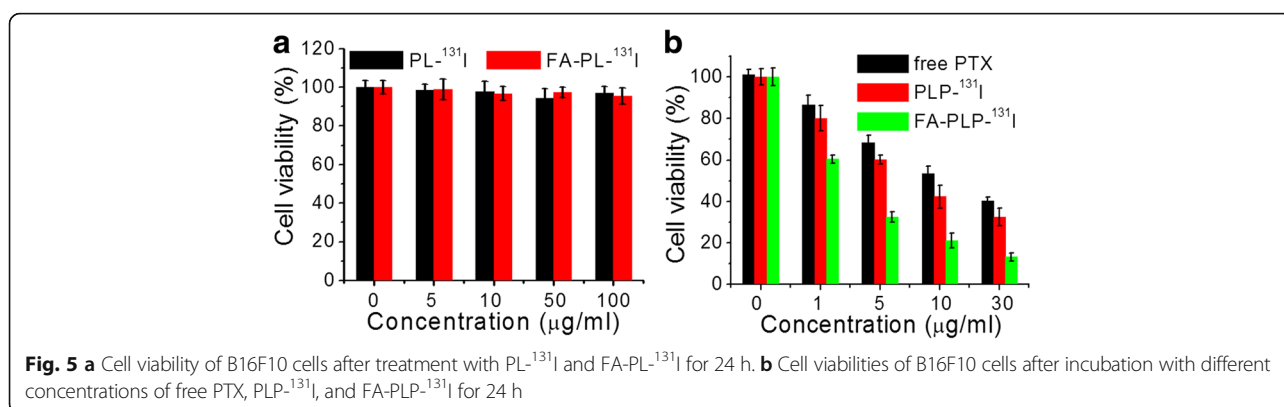 a
PL-¹³¹I FA-PL-¹³¹I
120
100
80
60
40
20
0
Cell viability (%)
0 5 10 50 100
Concentration (μg/ml)
b
free PTX
PLP-¹³¹I
FA-PLP-¹³¹I
100
80
60
40
20
0
Cell viability (%)
0 1 5 10 30
Concentration (μg/ml)
Fig. 5 a Cell viability of B16F10 cells after treatment with PL-¹³¹I and FA-PL-¹³¹I for 24 h. b Cell viabilities of B16F10 cells after incubation with different
concentrations of free PTX, PLP-¹³¹I, and FA-PLP-¹³¹I for 24 h